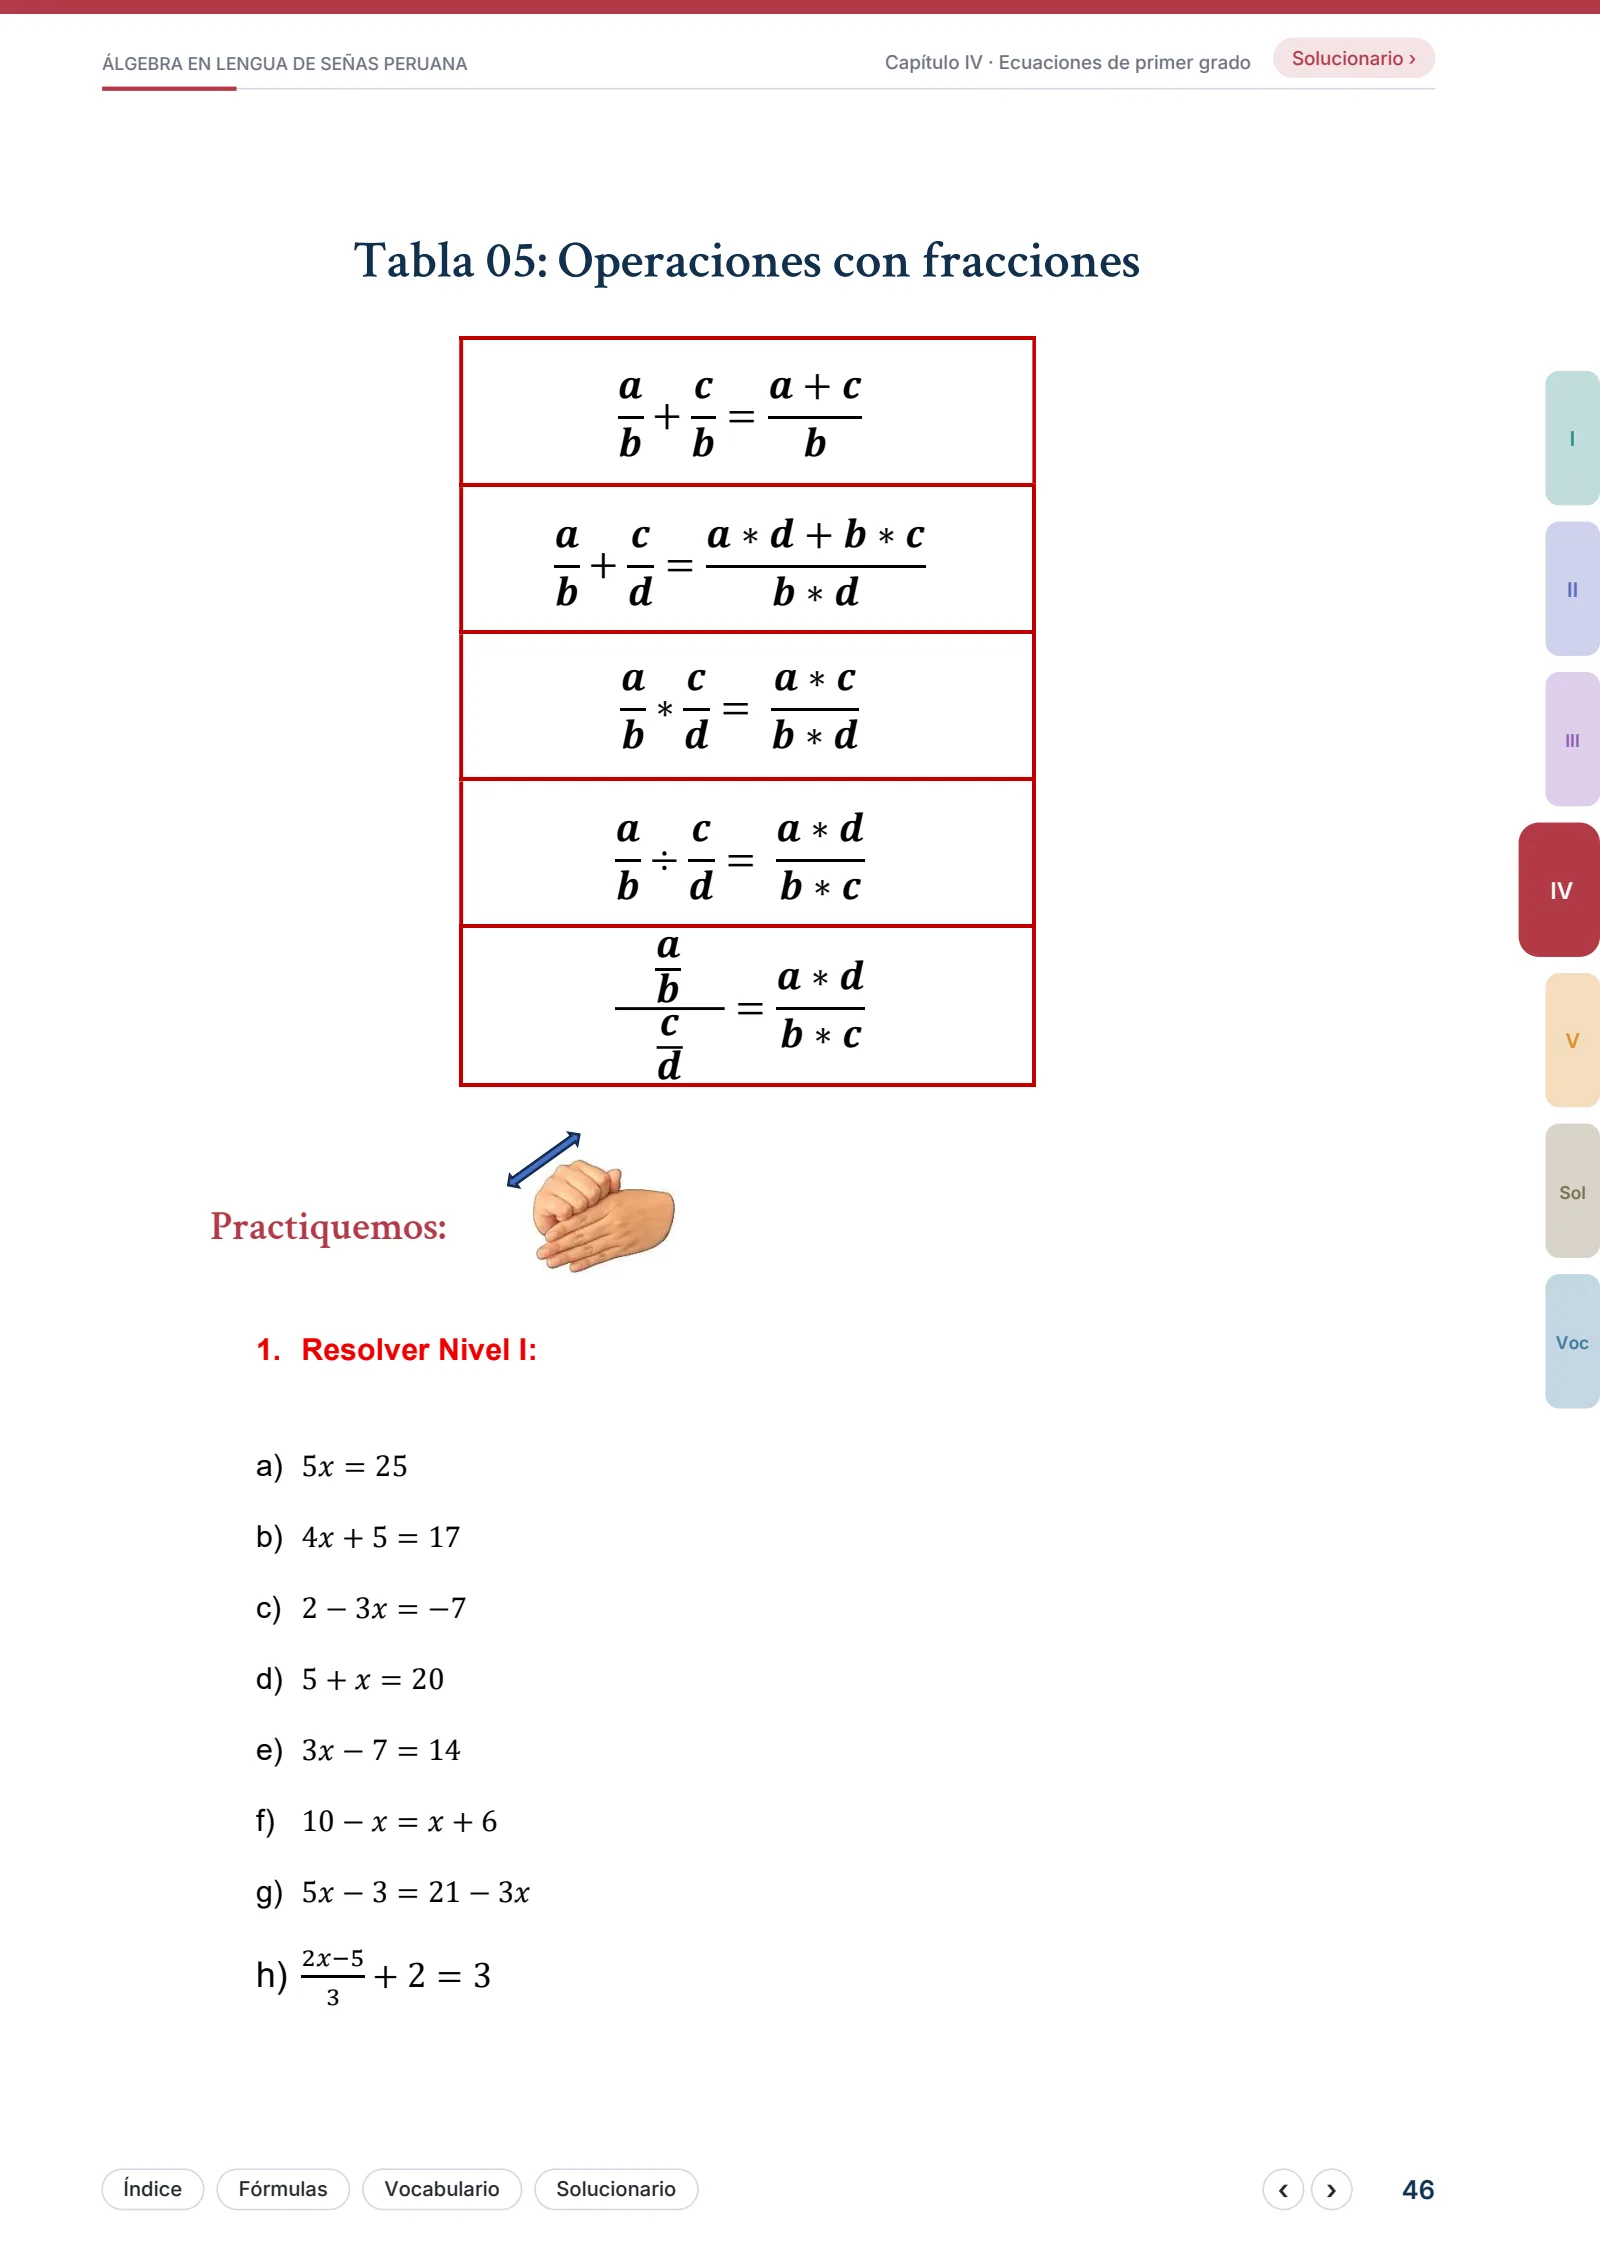 ÁLGEBRA EN LENGUA DE SEÑAS PERUANA
Capítulo IV · Ecuaciones de primer grado
Solucionario ›
Tabla 05: Operaciones con fracciones
a/b + c/b = (a + c)/b
a/b + c/d = (a * d + b * c)/(b * d)
a/b * c/d = (a * c)/(b * d)
a/b ÷ c/d = (a * d)/(b * c)
(a/b)/(c/d) = (a * d)/(b * c)
Practiquemos:
1. Resolver Nivel I:
a) 5x = 25
b) 4x + 5 = 17
c) 2 − 3x = −7
d) 5 + x = 20
e) 3x − 7 = 14
f) 10 − x = x + 6
g) 5x − 3 = 21 − 3x
h) (2x−5)/3 + 2 = 3
I
II
III
IV
V
Sol
Voc
Índice
Fórmulas
Vocabulario
Solucionario
‹
›
46